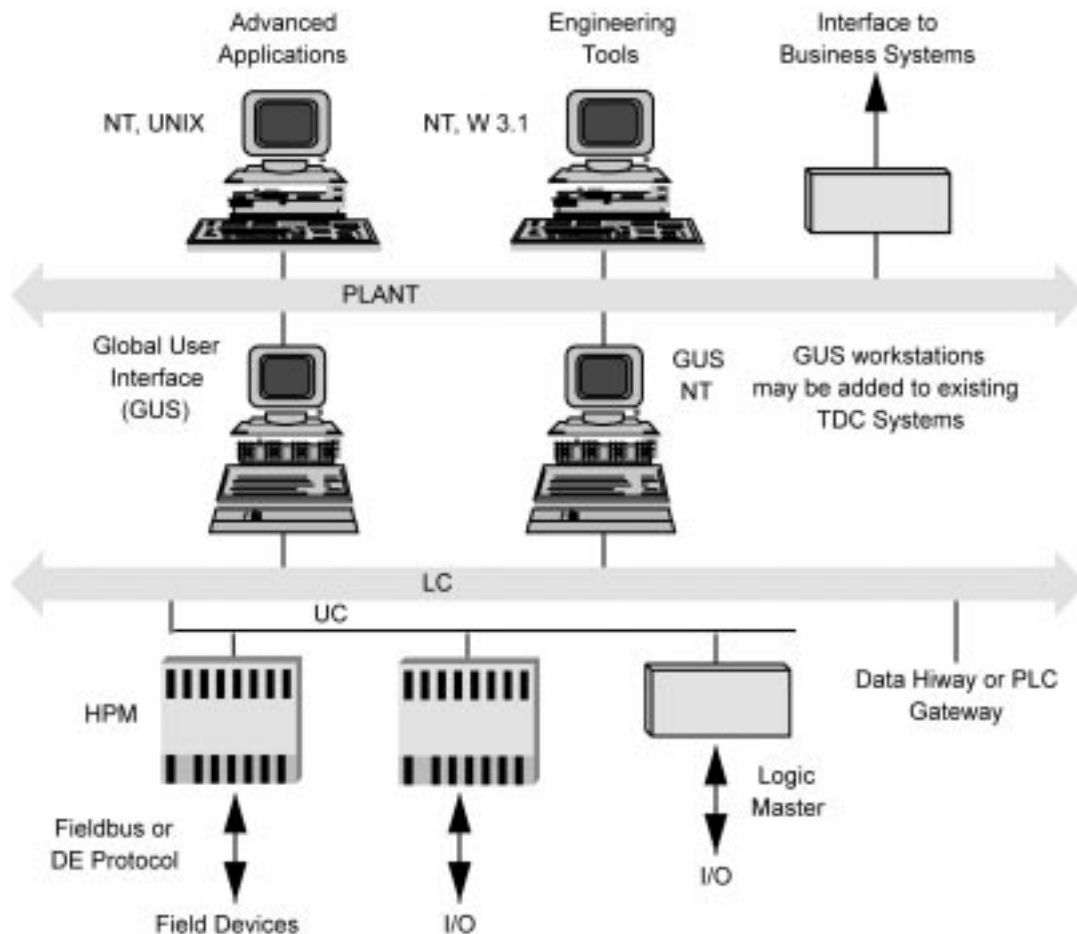 Advanced
Applications
Engineering
Tools
Interface to
Business Systems
NT, UNIX
NT, W 3.1
PLANT
Global User
Interface
(GUS)
GUS
NT
GUS workstations
may be added to existing
TDC Systems
LC
UC
HPM
Data Hiway or PLC
Gateway
Logic
Master
Fieldbus or
DE Protocol
I/O
Field Devices
I/O